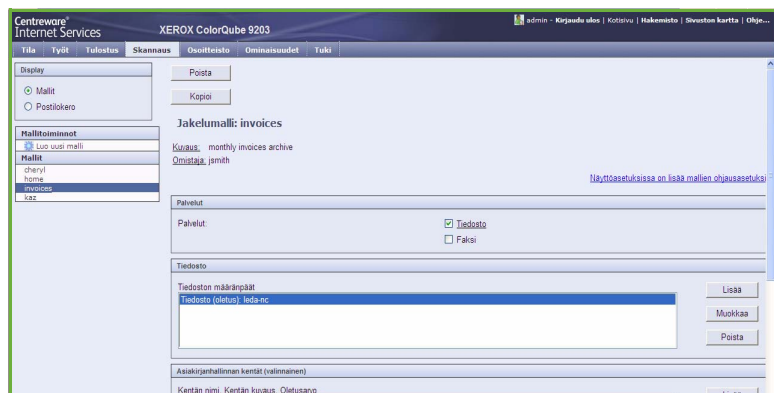 Centreware®
Internet Services
XEROX ColorQube 9203
admin - Kirjaudu ulos | Kotisivu | Hakemisto | Sivuston kartta | Ohje...
Tila Työt Tulostus Skannaus Osoitteisto Ominaisuudet Tuki
Display
Mallit
Postilokero
Mallitoiminnot
Luo uusi malli
Mallit
cheryl
home
invoices
kaz
Poista
Kopioi
Jakelumalli: invoices
Kuvaus: monthly invoices archive
Omistaja: jsmith
Näyttöasetuksissa on lisää mallien ohjausasetuksi
Palvelut
Palvelut:
Tiedosto
Faksi
Tiedosto
Tiedoston määränpäät
Tiedosto (oletus): leda-nc
Lisää
Muokkaa
Poista
Asiakirjanhallinnan kentät (valinnainen)
Kentän nimi, Kentän kuvaus, Oletusarvo